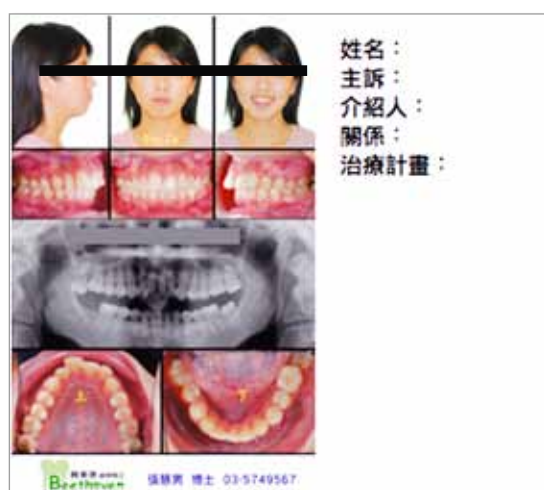 姓名：
主訴：
介紹人：
關係：
治療計畫：
上
下
Beethoven
張慧男 博士 03-5749567